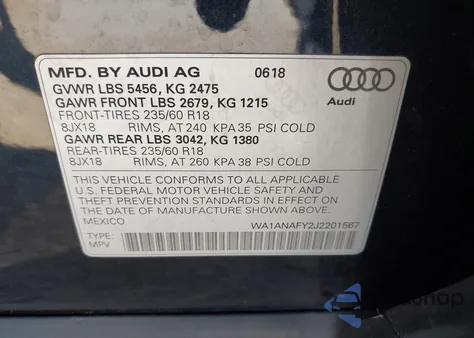 MFD. BY AUDI AG 0618
GVWR LBS 5456, KG 2475
GAWR FRONT LBS 2679, KG 1215
FRONT-TIRES 235/60 R18
8JX18 RIMS, AT 240 KPA 35 PSI COLD
GAWR REAR LBS 3042, KG 1380
REAR-TIRES 235/60 R18
8JX18 RIMS, AT 260 KPA 38 PSI COLD
Audi
THIS VEHICLE CONFORMS TO ALL APPLICABLE
U.S. FEDERAL MOTOR VEHICLE SAFETY AND
THEFT PREVENTION STANDARDS IN EFFECT ON THE
DATE OF MANUFACTURE SHOWN ABOVE.
MEXICO WA1ANAFY2J2201567
TYPE:
MPV